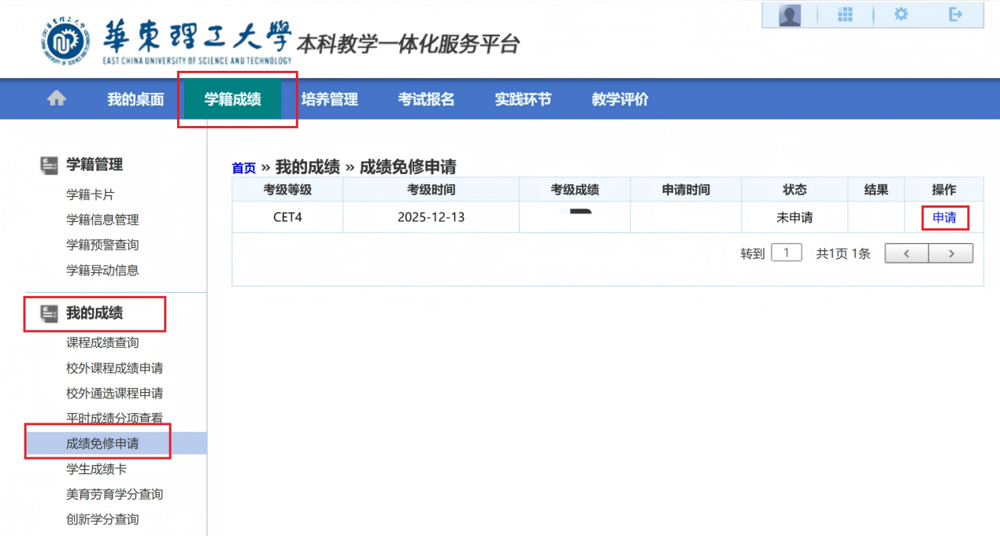 華東理工大學
EAST CHINA UNIVERSITY OF SCIENCE AND TECHNOLOGY
本科教学一体化服务平台
我的桌面 学籍成绩 培养管理 考试报名 实践环节 教学评价
学籍管理
学籍卡片
学籍信息管理
学籍预警查询
学籍异动信息
我的成绩
课程成绩查询
校外课程成绩申请
校外通选课程申请
平时成绩分项查看
成绩免修申请
学生成绩卡
美育劳育学分查询
创新学分查询
首页 » 我的成绩 » 成绩免修申请
考级等级 考级时间 考级成绩 申请时间 状态 结果 操作
CET4 2025-12-13 未申请 申请
转到 1 共1页 1条 < >